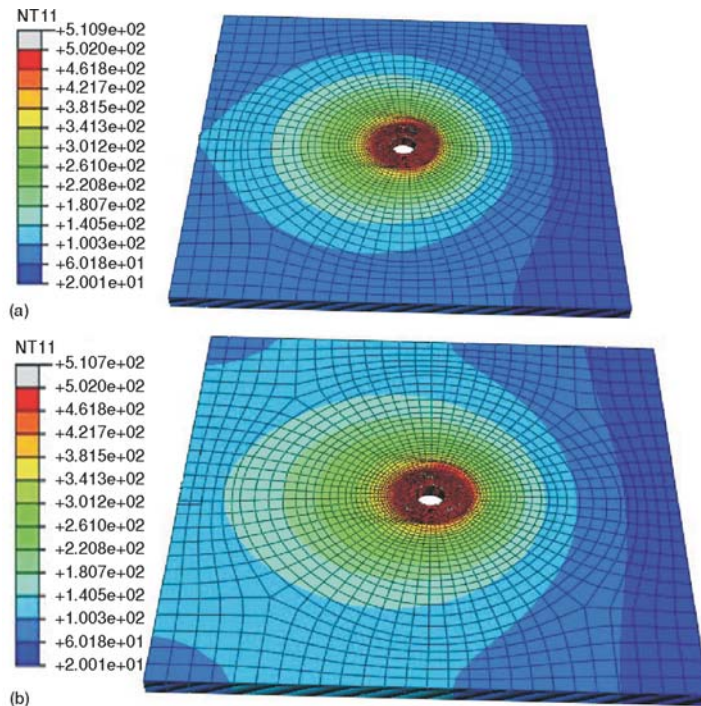 NT11
+5.109e+02
+5.020e+02
+4.618e+02
+4.217e+02
+3.815e+02
+3.413e+02
+3.012e+02
+2.610e+02
+2.208e+02
+1.807e+02
+1.405e+02
+1.003e+02
+6.018e+01
+2.001e+01
(a)
NT11
+5.107e+02
+5.020e+02
+4.618e+02
+4.217e+02
+3.815e+02
+3.413e+02
+3.012e+02
+2.610e+02
+2.208e+02
+1.807e+02
+1.405e+02
+1.003e+02
+6.018e+01
+2.001e+01
(b)